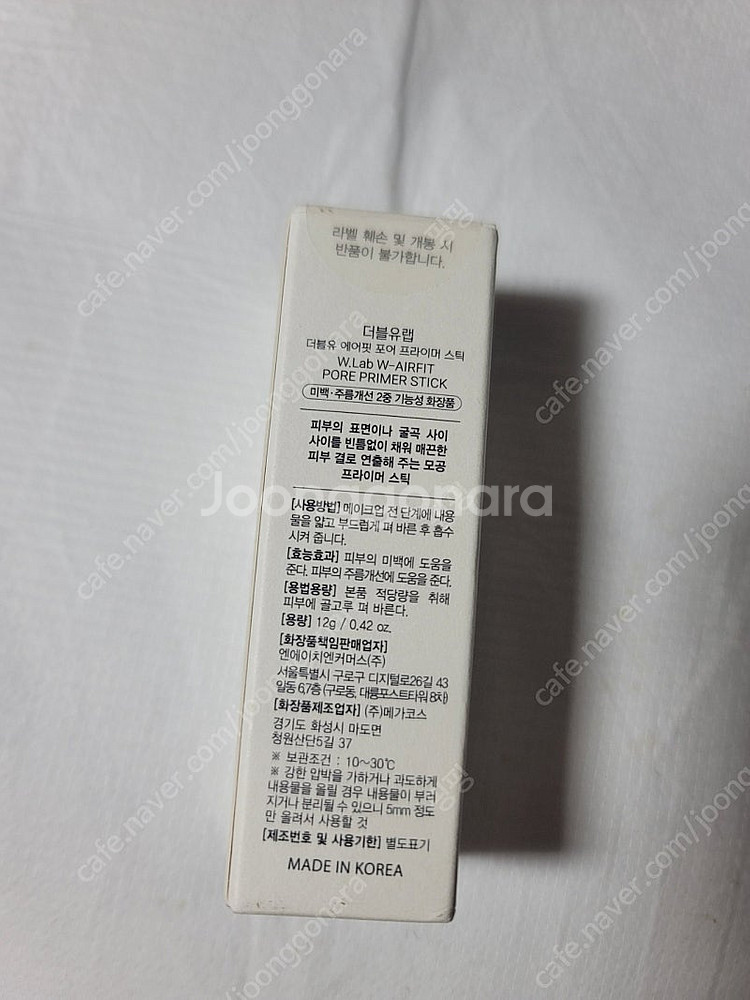 라벨 훼손 및 개봉 시
반품이 불가합니다.
더블유랩
더블유 에어핏 포어 프라이머 스틱
W.Lab W-AIRFIT
PORE PRIMER STICK
미백·주름개선 2중 기능성 화장품
피부의 표면이나 굴곡 사이
사이를 빈틈없이 채워 매끈한
피부 결로 연출해 주는 모공
프라이머 스틱
Joonggonara
[사용방법] 메이크업 전 단계에 내용
물을 얇고 부드럽게 펴 바른 후 흡수
시켜 줍니다.
[효능효과] 피부의 미백에 도움을
준다. 피부의 주름개선에 도움을 준다.
[용법용량] 본품 적당량을 취해
피부에 골고루 펴 바른다.
[용량] 12g / 0.42 oz.
[화장품책임판매업자]
엔에이치엔커머스(주)
서울특별시 구로구 디지털로26길 43
일동 6,7층 (구로동, 대륭포스트타워 8차)
[화장품제조업자] (주)메가코스
경기도 화성시 마도면
청원산단5길 37
※ 보관조건 : 10~30℃
※ 강한 압박을 가하거나 과도하게
내용물을 올릴 경우 내용물이 부러
지거나 분리될 수 있으니 5mm 정도
만 올려서 사용할 것
[제조번호 및 사용기한] 별도표기
MADE IN KOREA
cafe.naver.com/joonggonara